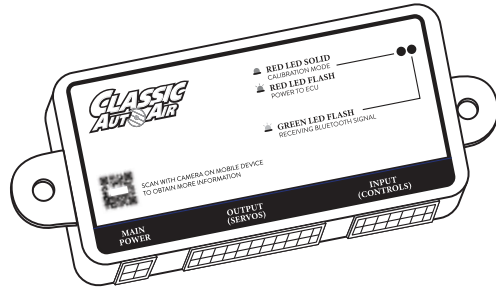 CLASSIC
AUTO AIR
RED LED SOLID
CALIBRATION MODE
RED LED FLASH
POWER TO ECU
GREEN LED FLASH
RECEIVING BLUETOOTH SIGNAL
SCAN WITH CAMERA ON MOBILE DEVICE
TO OBTAIN MORE INFORMATION
MAIN
POWER
OUTPUT
(SERVOS)
INPUT
(CONTROLS)